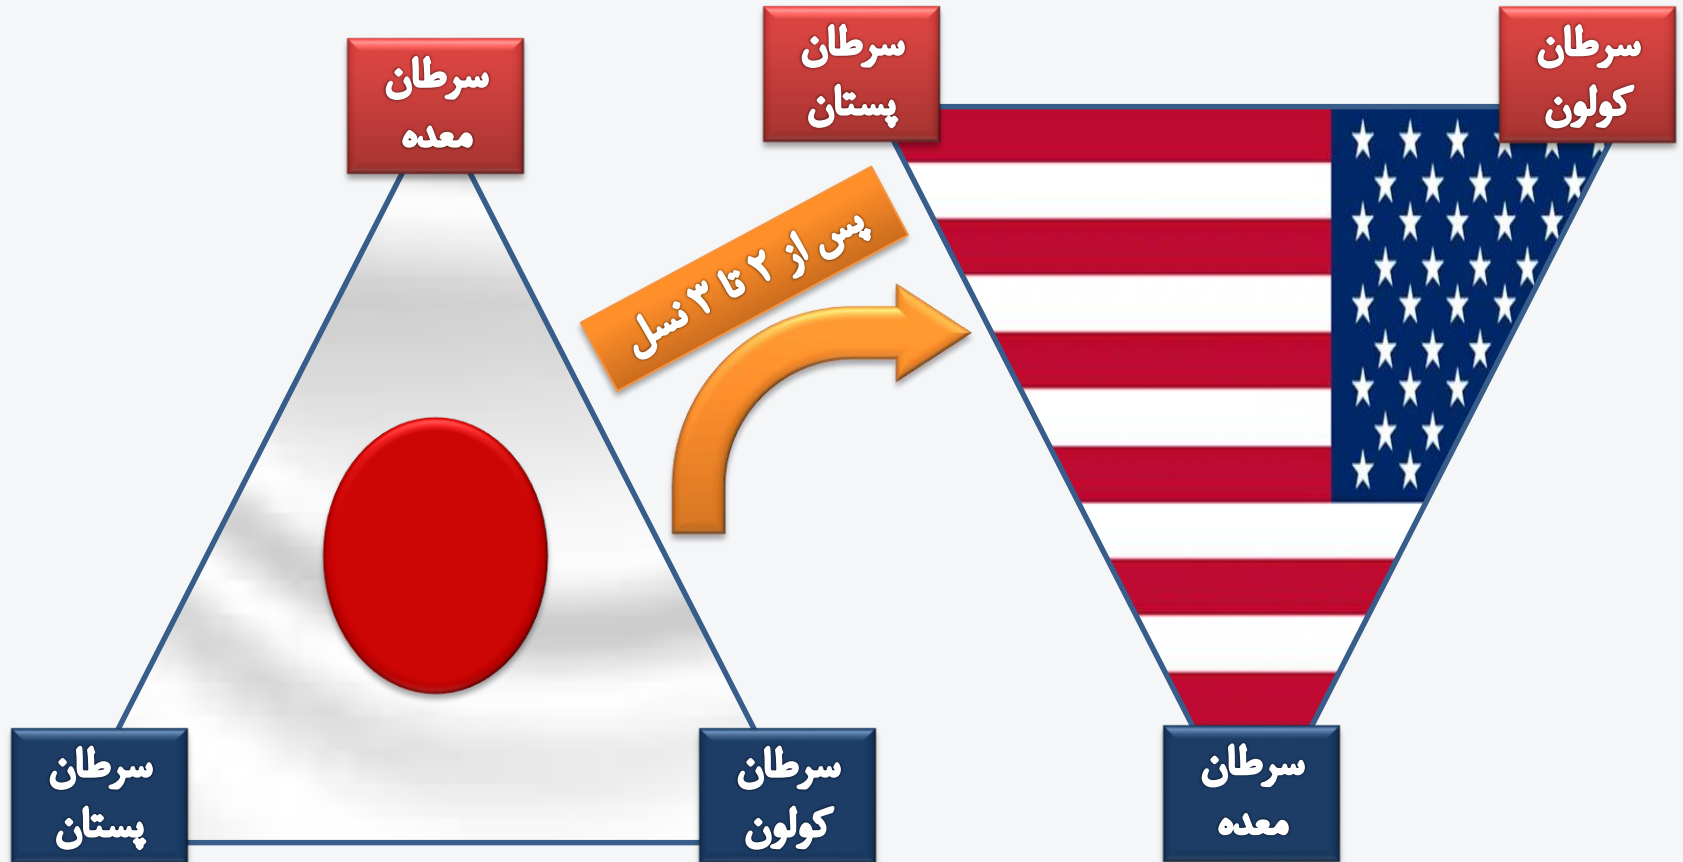 سرطان
معده
سرطان
پستان
سرطان
کولون
پس از ۲ تا ۳ نسل
سرطان
پستان
سرطان
کولون
سرطان
معده